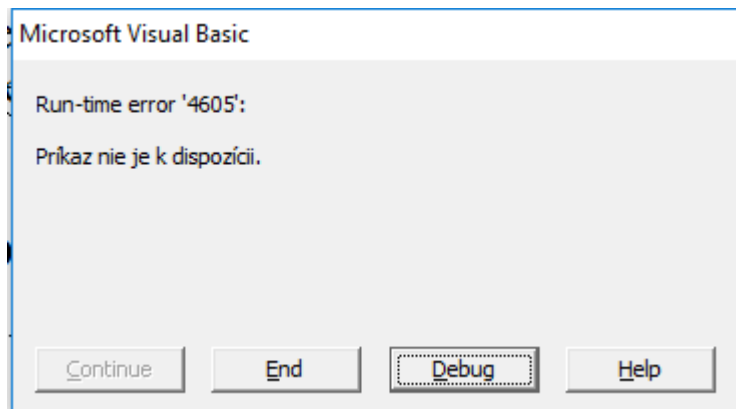 Microsoft Visual Basic
Run-time error '4605':
Príkaz nie je k dispozícii.
Continue End Debug Help